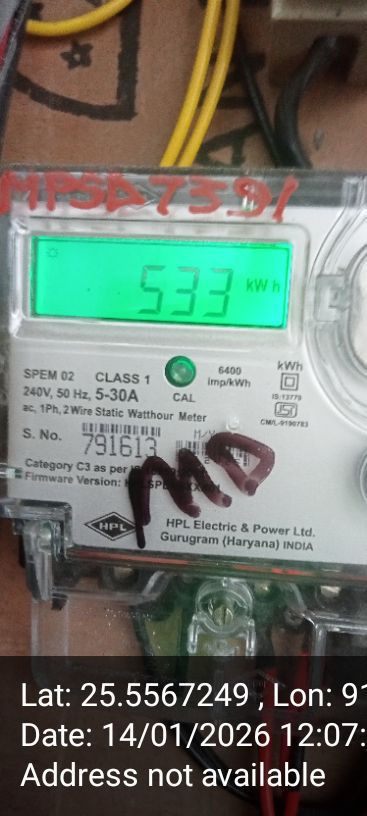 MPSD7391
533 kWh
SPEM 02 CLASS 1
240V, 50 Hz, 5-30A
CAL
6400
imp/kWh
kWh
IS:13779
CM/L-9190783
ac, 1Ph, 2Wire Static Watthour Meter
S. No. 791613
Category C3 as per
Firmware Version:
MD
HPL
HPL Electric & Power Ltd.
Gurugram (Haryana) INDIA
Lat: 25.5567249 , Lon: 91
Date: 14/01/2026 12:07:
Address not available